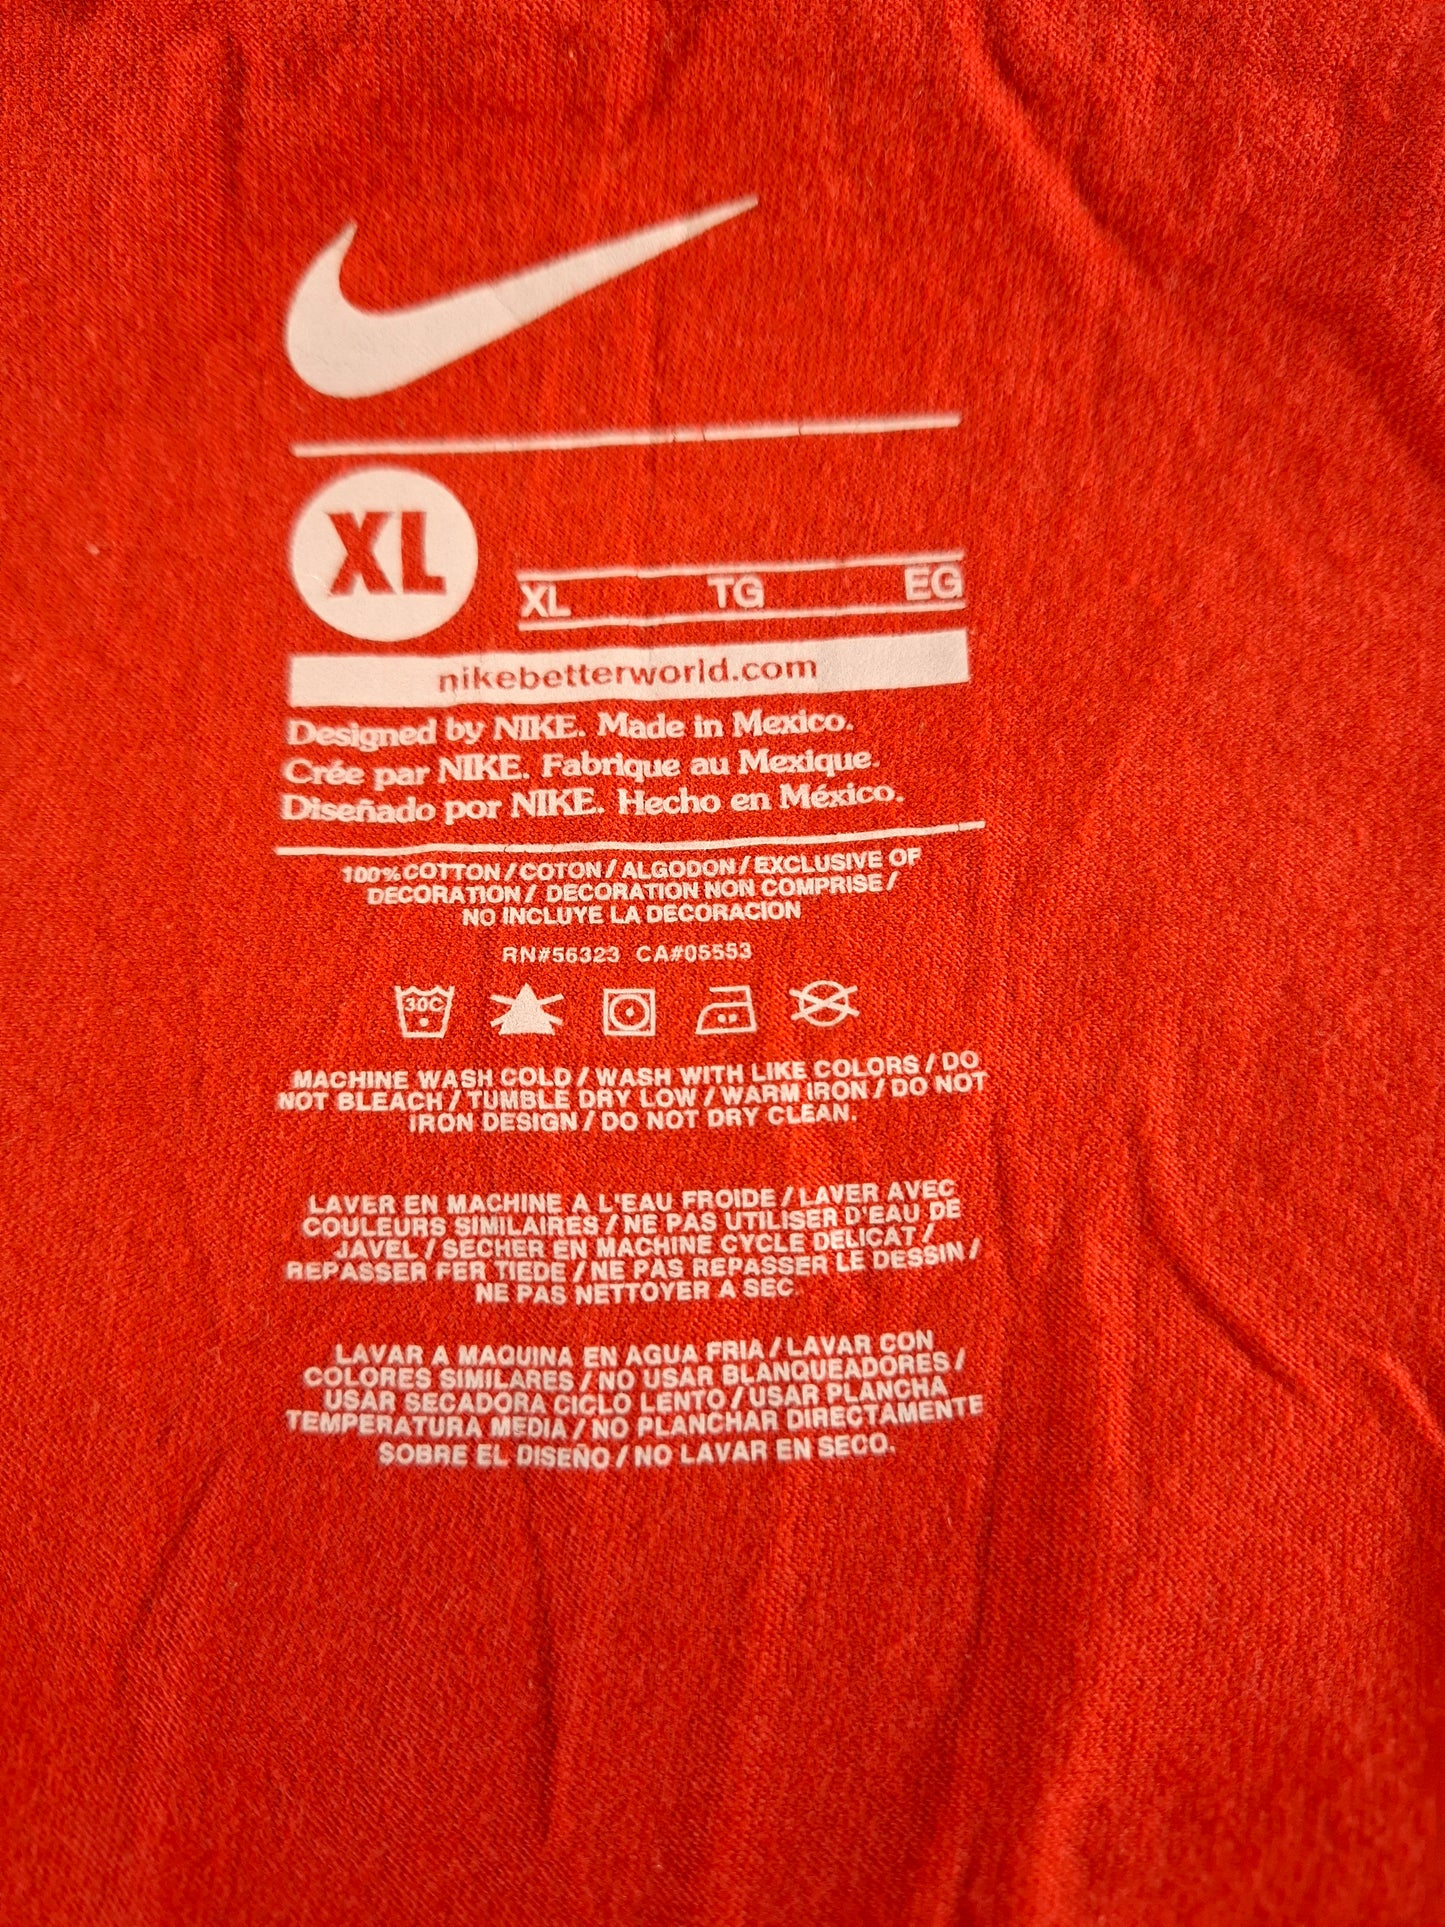 XL
XL TG EG
nikebetterworld.com
Designed by NIKE. Made in Mexico.
Crée par NIKE. Fabrique au Mexique.
Diseñado por NIKE. Hecho en México.
100% COTTON / COTON / ALGODON / EXCLUSIVE OF
DECORATION / DECORATION NON COMPRISE /
NO INCLUYE LA DECORACION
RN#56323 CA#05553
30C
MACHINE WASH COLD / WASH WITH LIKE COLORS / DO
NOT BLEACH / TUMBLE DRY LOW / WARM IRON / DO NOT
IRON DESIGN / DO NOT DRY CLEAN.
LAVER EN MACHINE A L'EAU FROIDE / LAVER AVEC
COULEURS SIMILAIRES / NE PAS UTILISER D'EAU DE
JAVEL / SECHER EN MACHINE CYCLE DELICAT /
REPASSER FER TIEDE / NE PAS REPASSER LE DESSIN /
NE PAS NETTOYER A SEC.
LAVAR A MAQUINA EN AGUA FRIA / LAVAR CON
COLORES SIMILARES / NO USAR BLANQUEADORES /
USAR SECADORA CICLO LENTO / USAR PLANCHA
TEMPERATURA MEDIA / NO PLANCHAR DIRECTAMENTE
SOBRE EL DISEÑO / NO LAVAR EN SECO.